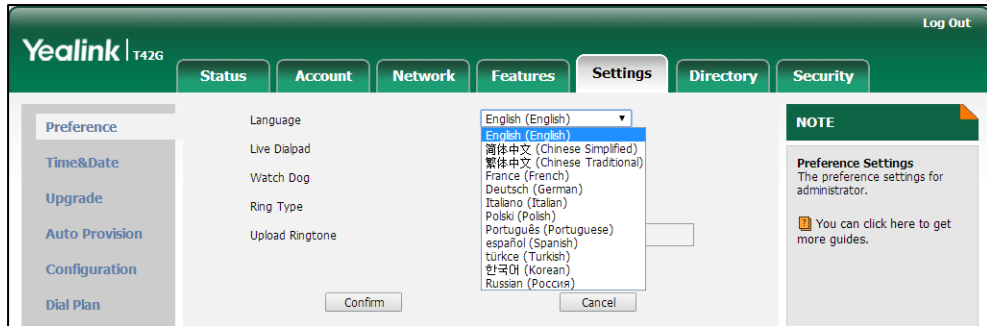 Log Out
Yealink T42G
Status Account Network Features Settings Directory Security
Preference
Time&Date
Upgrade
Auto Provision
Configuration
Dial Plan
Language English (English)
Live Dialpad
Watch Dog
Ring Type
Upload Ringtone
English (English)
简体中文 (Chinese Simplified)
繁体中文 (Chinese Traditional)
France (French)
Deutsch (German)
Italiano (Italian)
Polski (Polish)
Português (Portuguese)
español (Spanish)
türkce (Turkish)
한국어 (Korean)
Russian (Россия)
Confirm Cancel
NOTE
Preference Settings
The preference settings for
administrator.
You can click here to get
more guides.